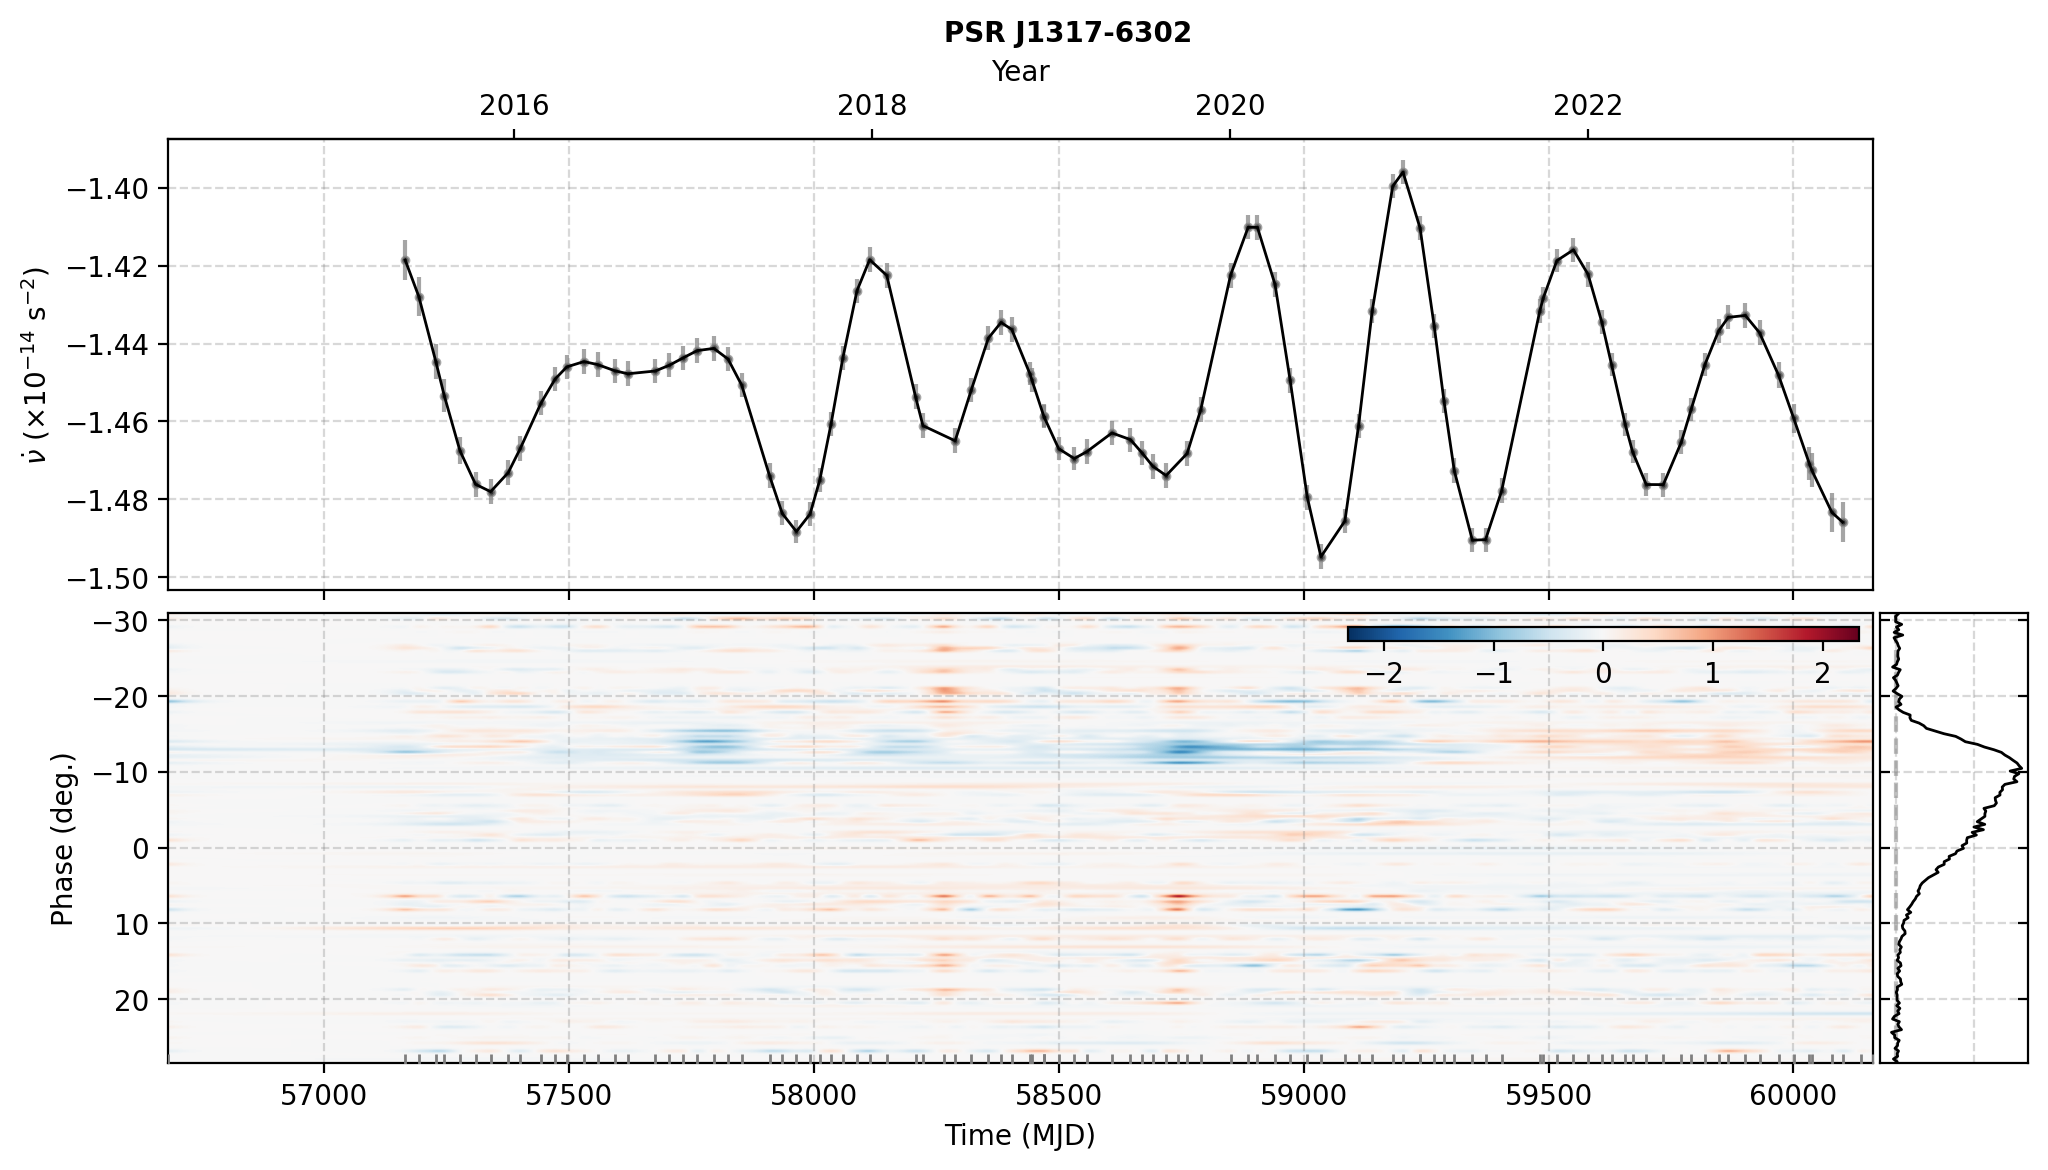 PSR J1317-6302
Year
2016 2018 2020 2022
−1.40
−1.42
−1.44
−1.46
−1.48
−1.50
ν̇ (×10⁻¹⁴ s⁻²)
−30
−20
−10
0
10
20
Phase (deg.)
−2 −1 0 1 2
57000 57500 58000 58500 59000 59500 60000
Time (MJD)